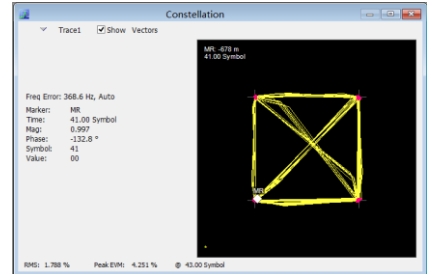 Constellation
Trace1 Show Vectors
MR: -678 m
41.00 Symbol
Freq Error: 368.6 Hz, Auto
Marker: MR
Time: 41.00 Symbol
Mag: 0.997
Phase: -132.8 °
Symbol: 41
Value: 00
MR
RMS: 1.788 % Peak EVM: 4.251 % @ 43.00 Symbol